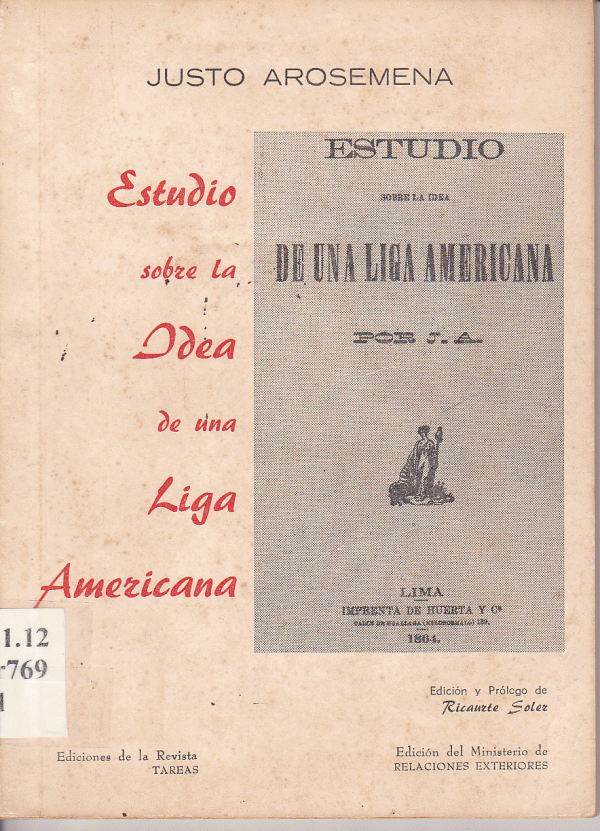 JUSTO AROSEMENA
Estudio
sobre la
Idea
de una
Liga
Americana
ESTUDIO
SOBRE LA IDEA
DE UNA LIGA AMERICANA
POR J. A.
LIMA
IMPRENTA DE HUERTA Y Cª
1864.
1.12
r769
Edición y Prólogo de
Ricaurte Soler
Ediciones de la Revista
TAREAS
Edición del Ministerio de
RELACIONES EXTERIORES